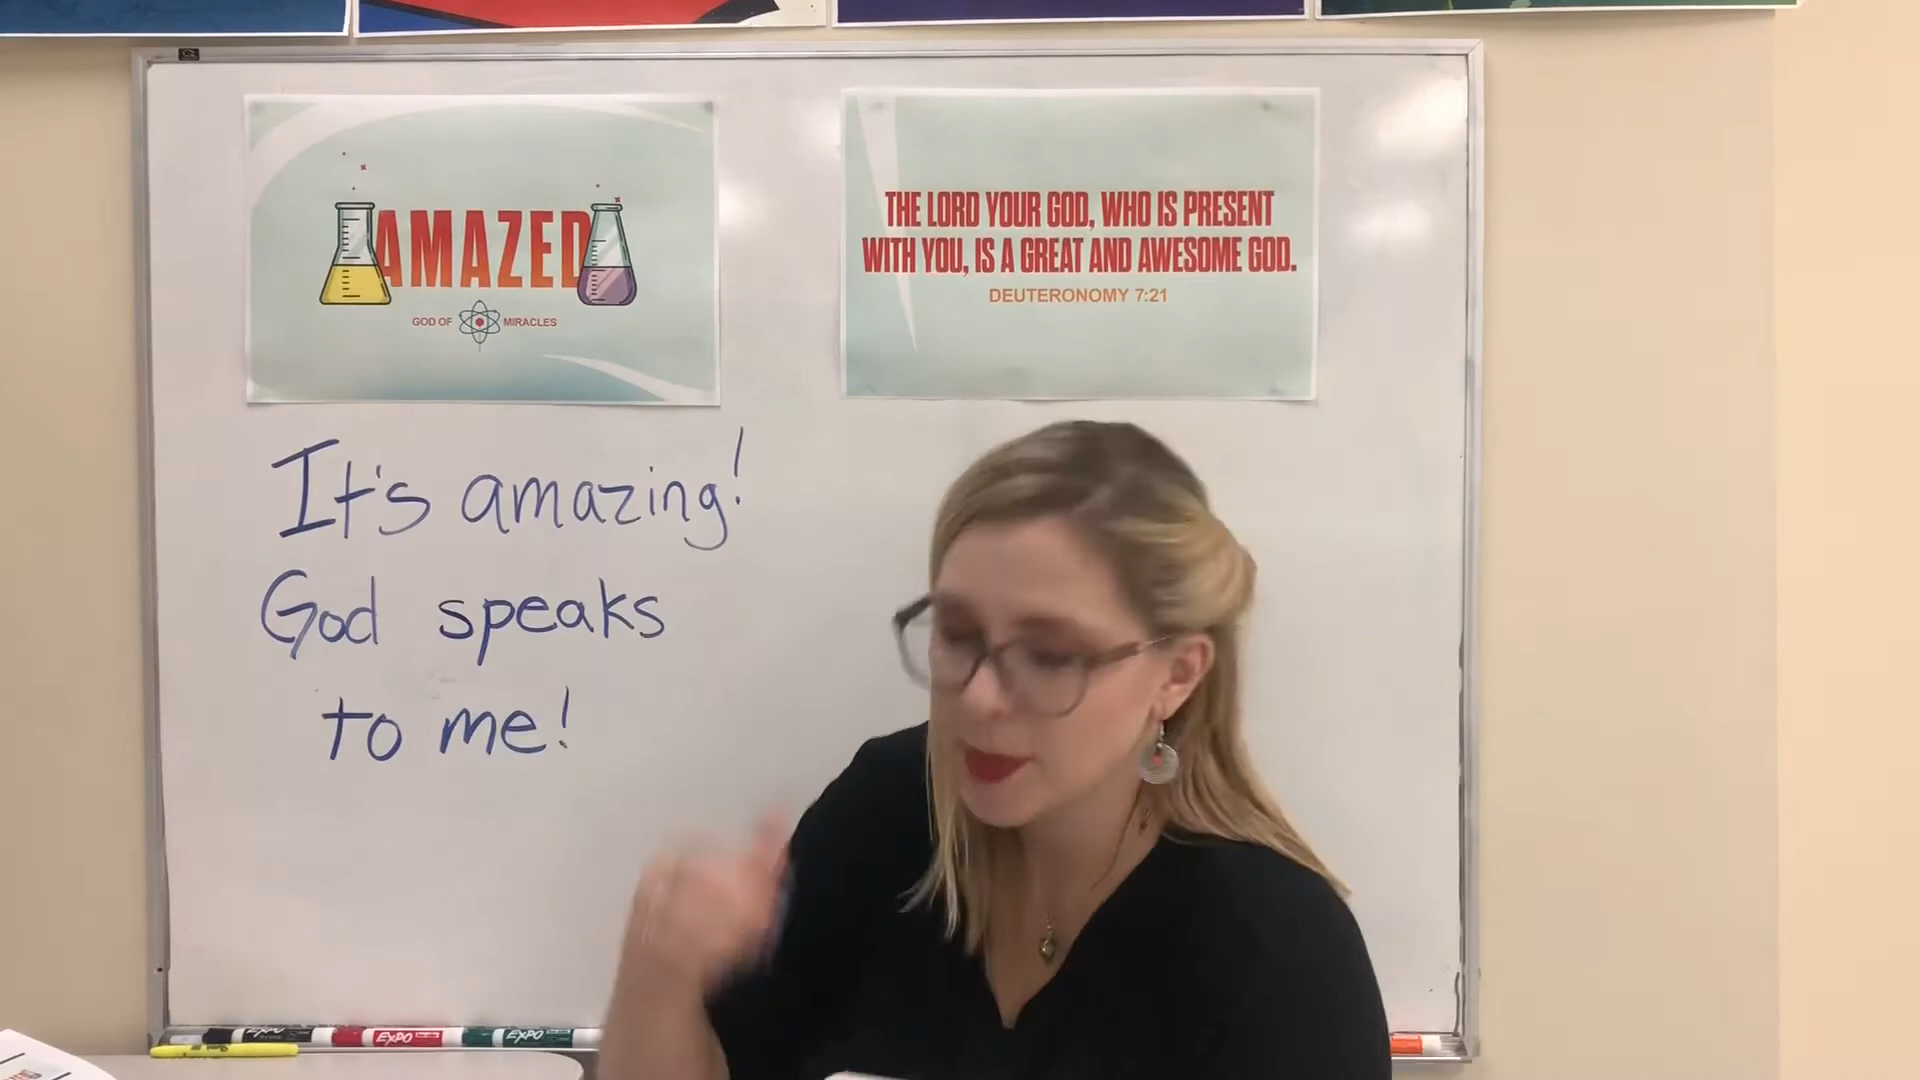 AMAZED
GOD OF MIRACLES
THE LORD YOUR GOD, WHO IS PRESENT
WITH YOU, IS A GREAT AND AWESOME GOD.
DEUTERONOMY 7:21
It's amazing!
God speaks
to me!
EXPO
EXPO
EXPO